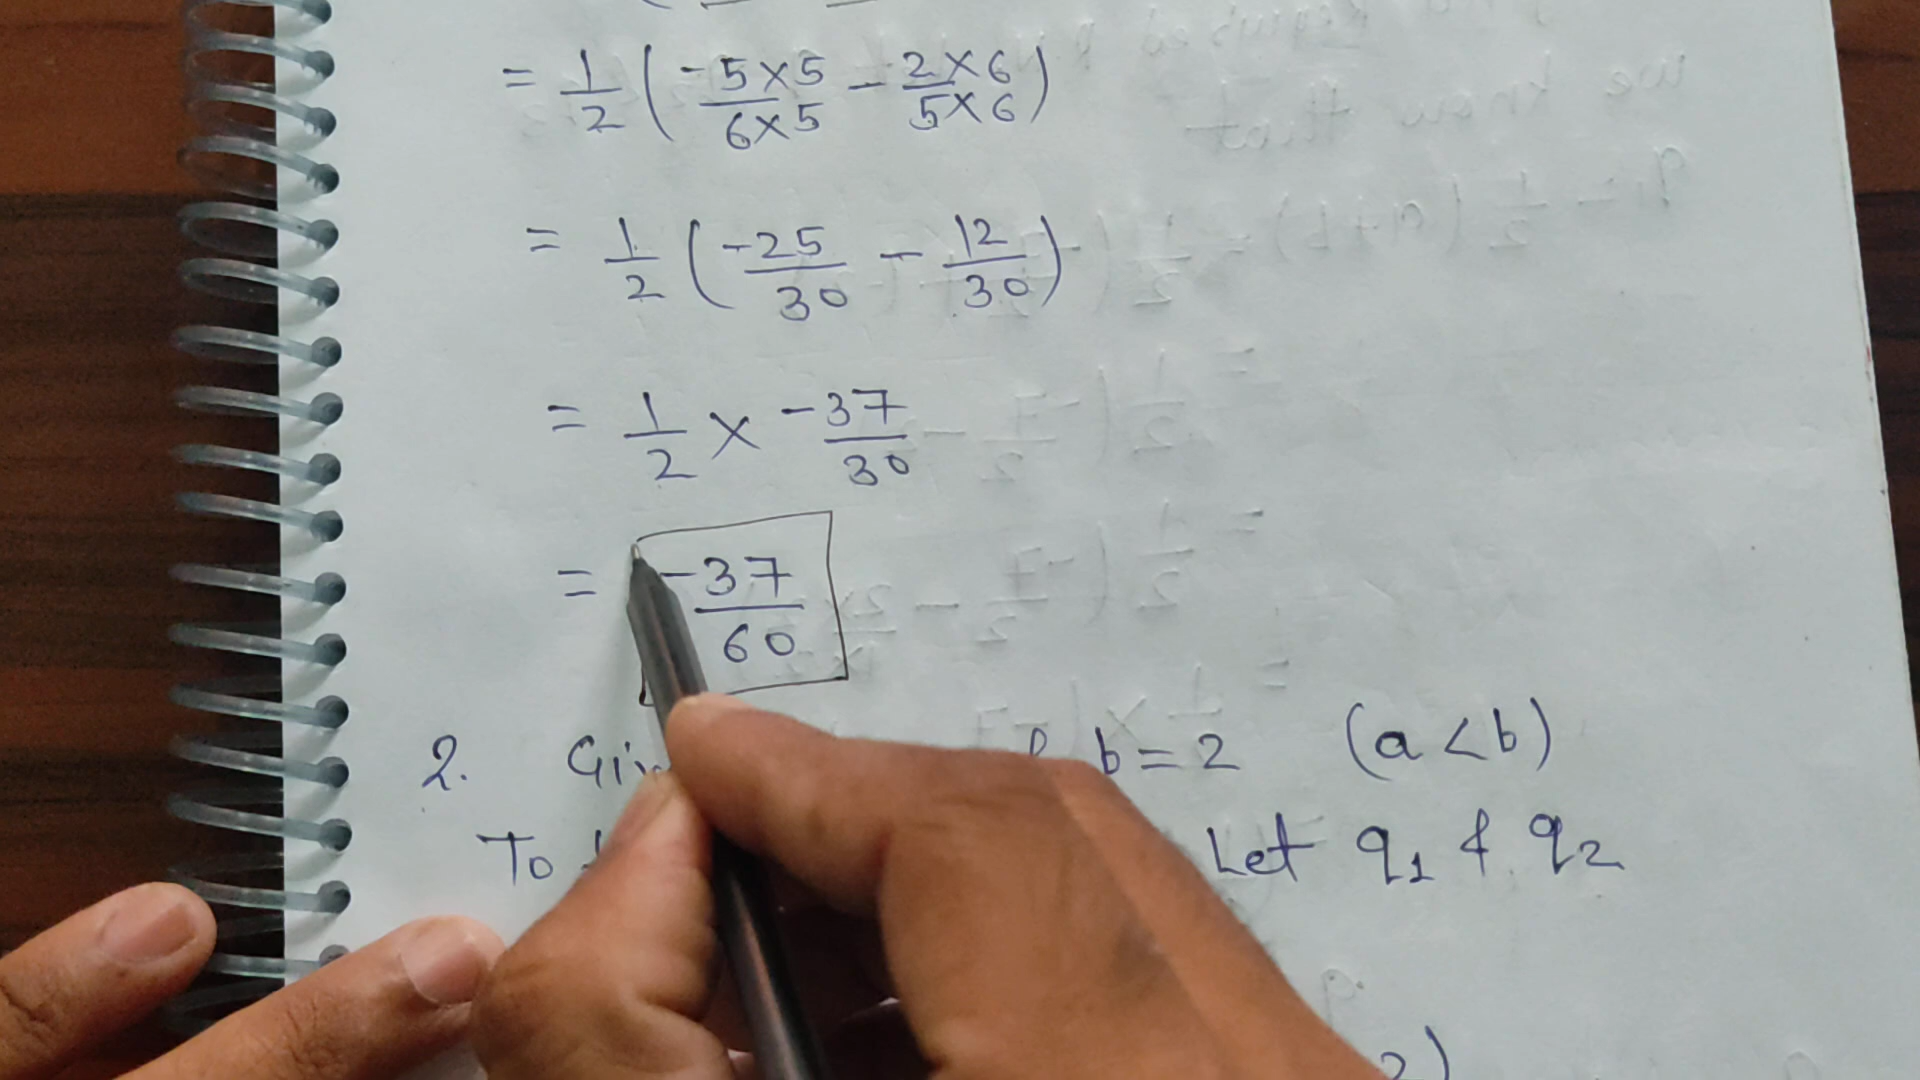 = 1/2 ( -5×5/6×5 - 2×6/5×6 )
= 1/2 ( -25/30 - 12/30 )
= 1/2 × -37/30
= -37/60
2. b = 2 (a < b)
To Let q1 & q2
2)